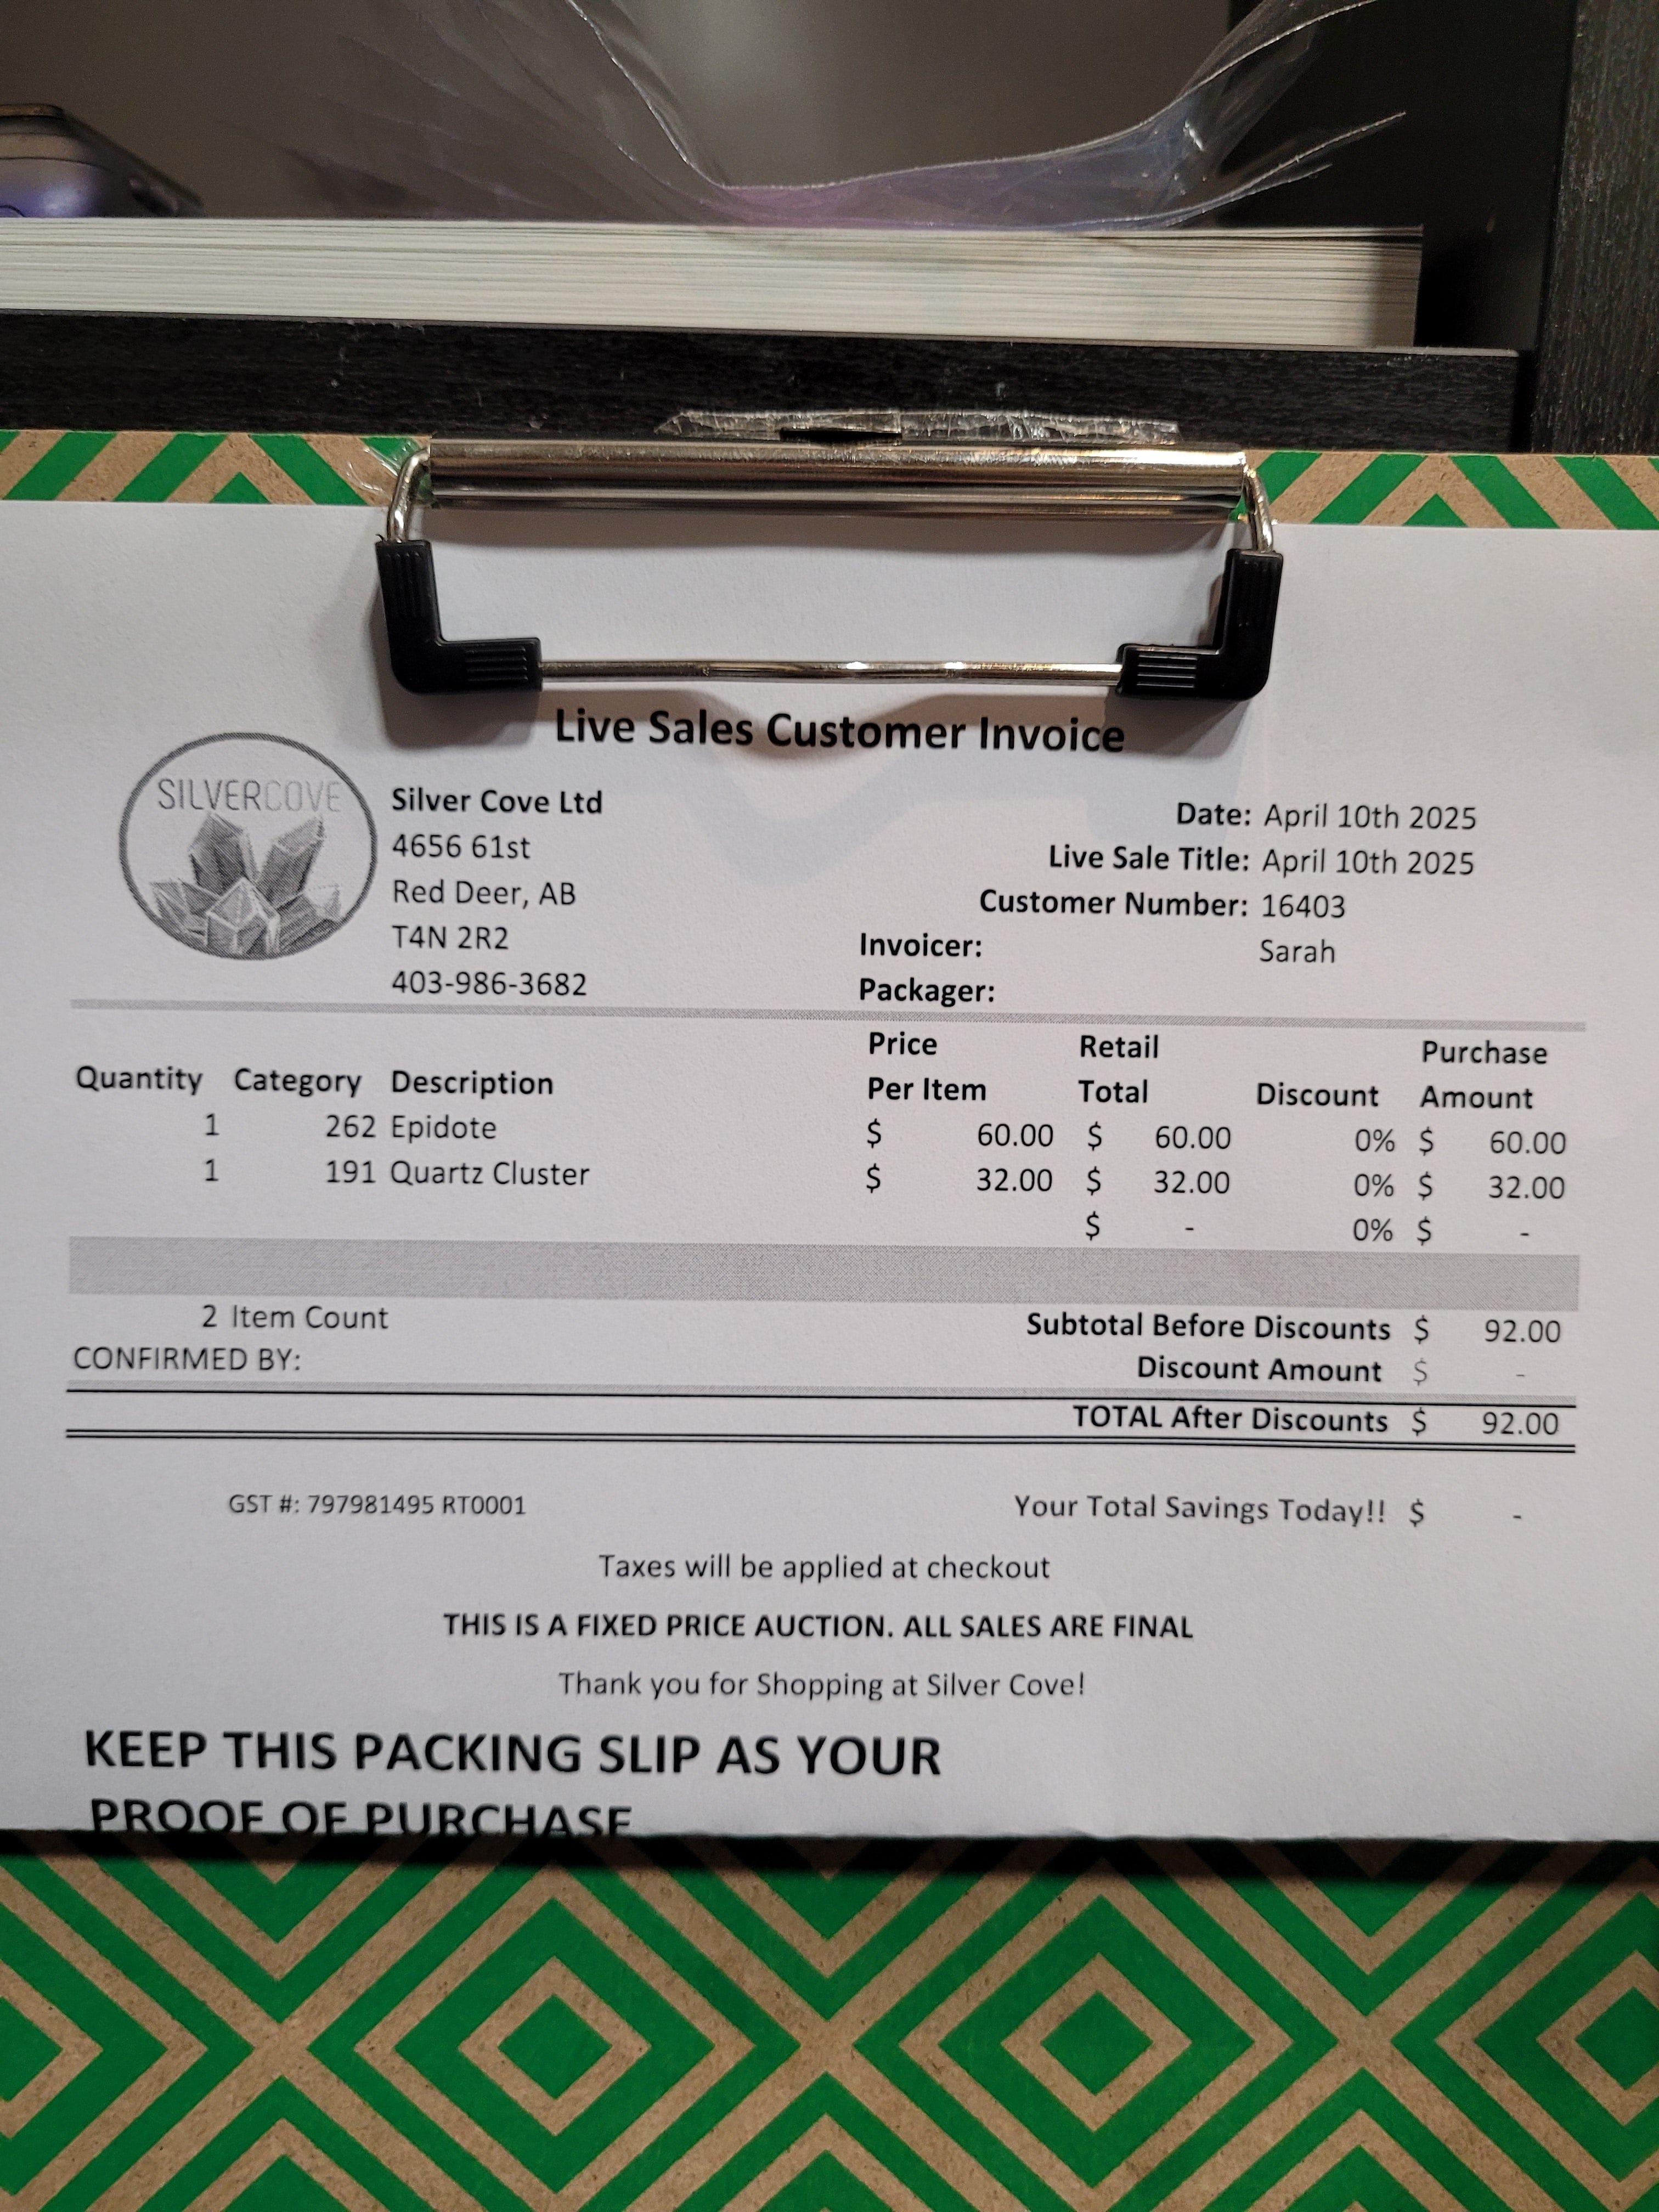 Live Sales Customer Invoice
SILVERCOVE
Silver Cove Ltd
4656 61st
Red Deer, AB
T4N 2R2
403-986-3682
Date: April 10th 2025
Live Sale Title: April 10th 2025
Customer Number: 16403
Invoicer: Sarah
Packager:
Quantity Category Description Price Per Item Retail Total Discount Purchase Amount
1 262 Epidote $ 60.00 $ 60.00 0% $ 60.00
1 191 Quartz Cluster $ 32.00 $ 32.00 0% $ 32.00
$ - 0% $ -
2 Item Count Subtotal Before Discounts $ 92.00
CONFIRMED BY: Discount Amount $ -
TOTAL After Discounts $ 92.00
GST #: 797981495 RT0001 Your Total Savings Today!! $ -
Taxes will be applied at checkout
THIS IS A FIXED PRICE AUCTION. ALL SALES ARE FINAL
Thank you for Shopping at Silver Cove!
KEEP THIS PACKING SLIP AS YOUR
PROOF OF PURCHASE